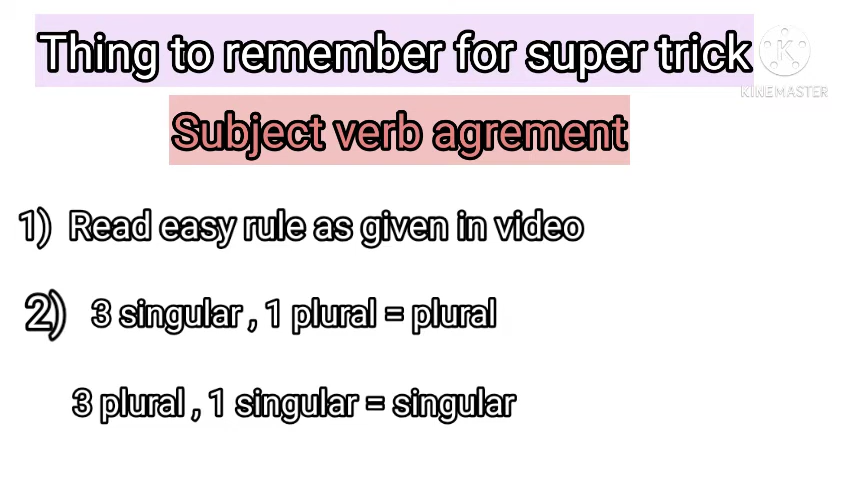 Thing to remember for super trick
K
KINEMASTER
Subject verb agrement
1) Read easy rule as given in video
2) 3 singular , 1 plural = plural
3 plural , 1 singular = singular